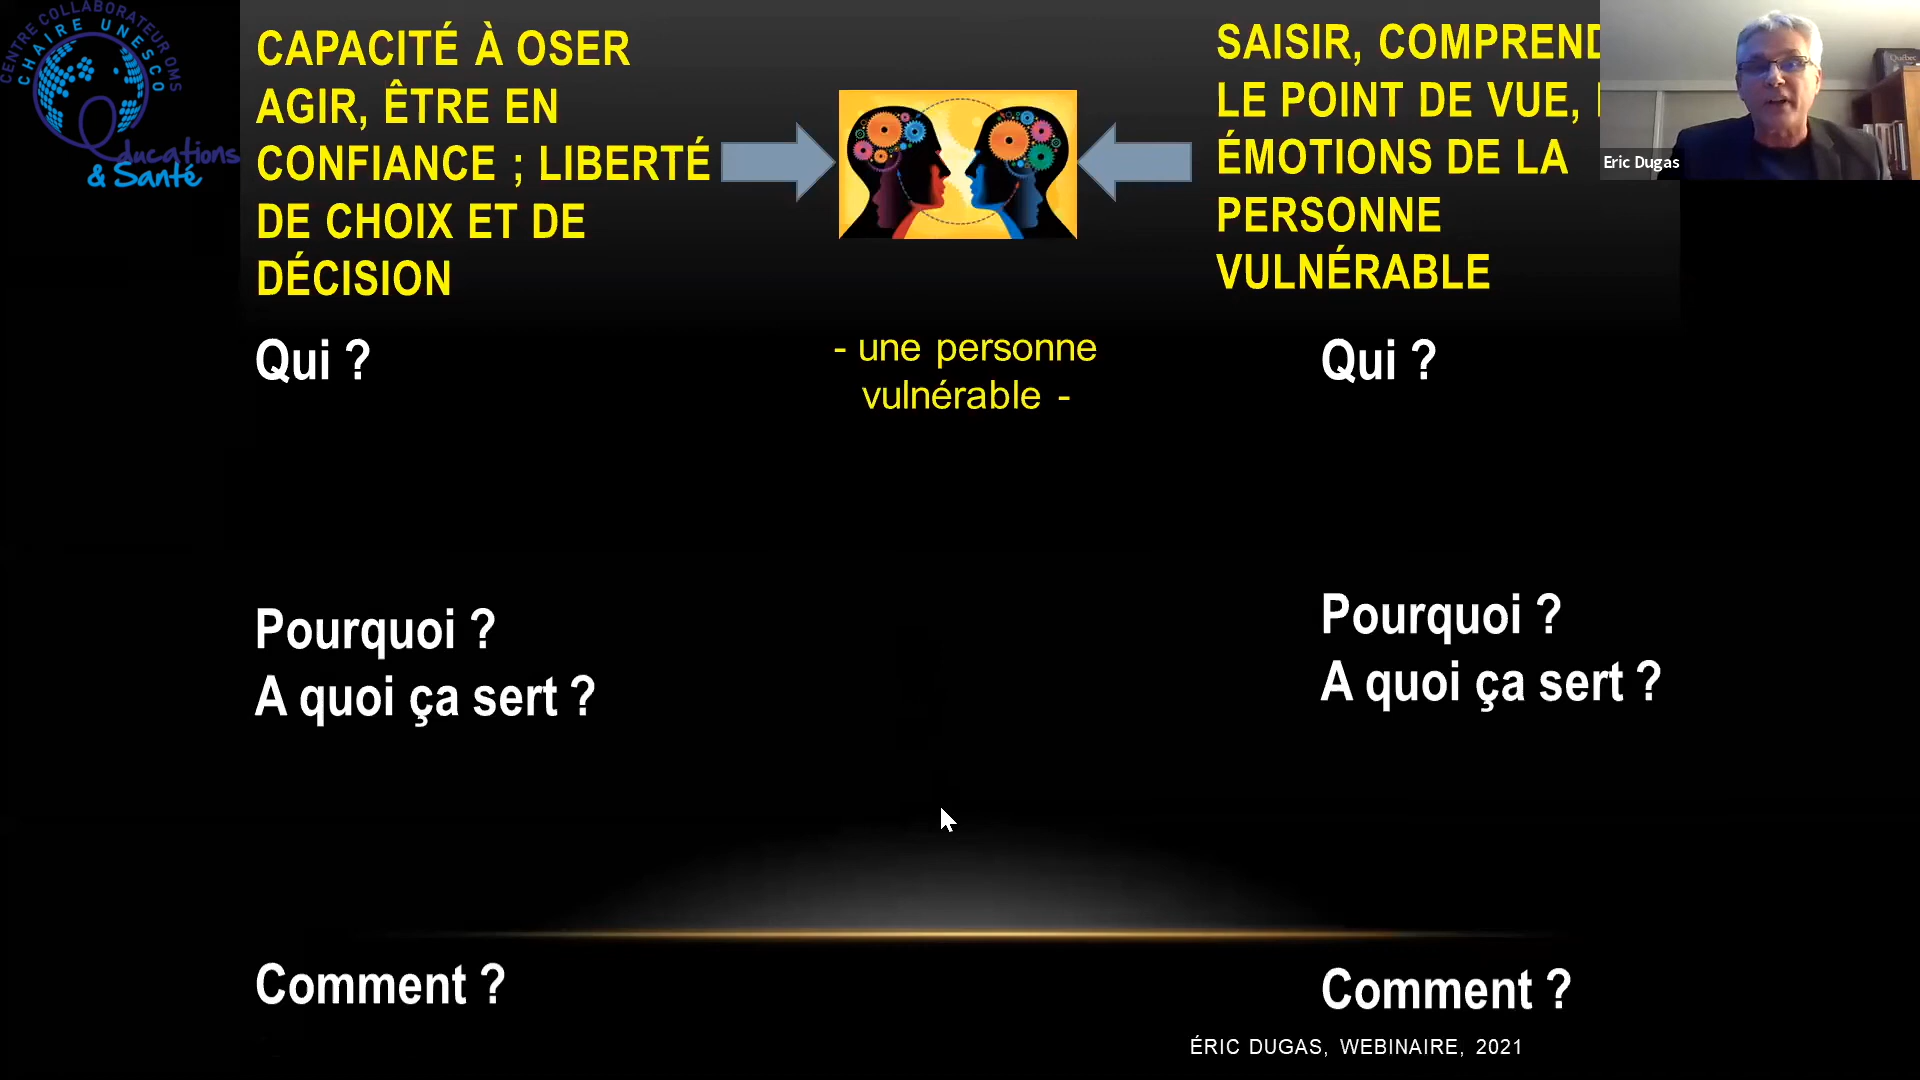 CENTRE COLLABORATEUR OMS
CHAIRE UNESCO
Éducations
& Santé
CAPACITÉ À OSER
AGIR, ÊTRE EN
CONFIANCE ; LIBERTÉ
DE CHOIX ET DE
DÉCISION
SAISIR, COMPREND
LE POINT DE VUE,
ÉMOTIONS DE LA
PERSONNE
VULNÉRABLE
Québec
Eric Dugas
Qui ?
- une personne
vulnérable -
Qui ?
Pourquoi ?
A quoi ça sert ?
Pourquoi ?
A quoi ça sert ?
Comment ?
Comment ?
ÉRIC DUGAS, WEBINAIRE, 2021